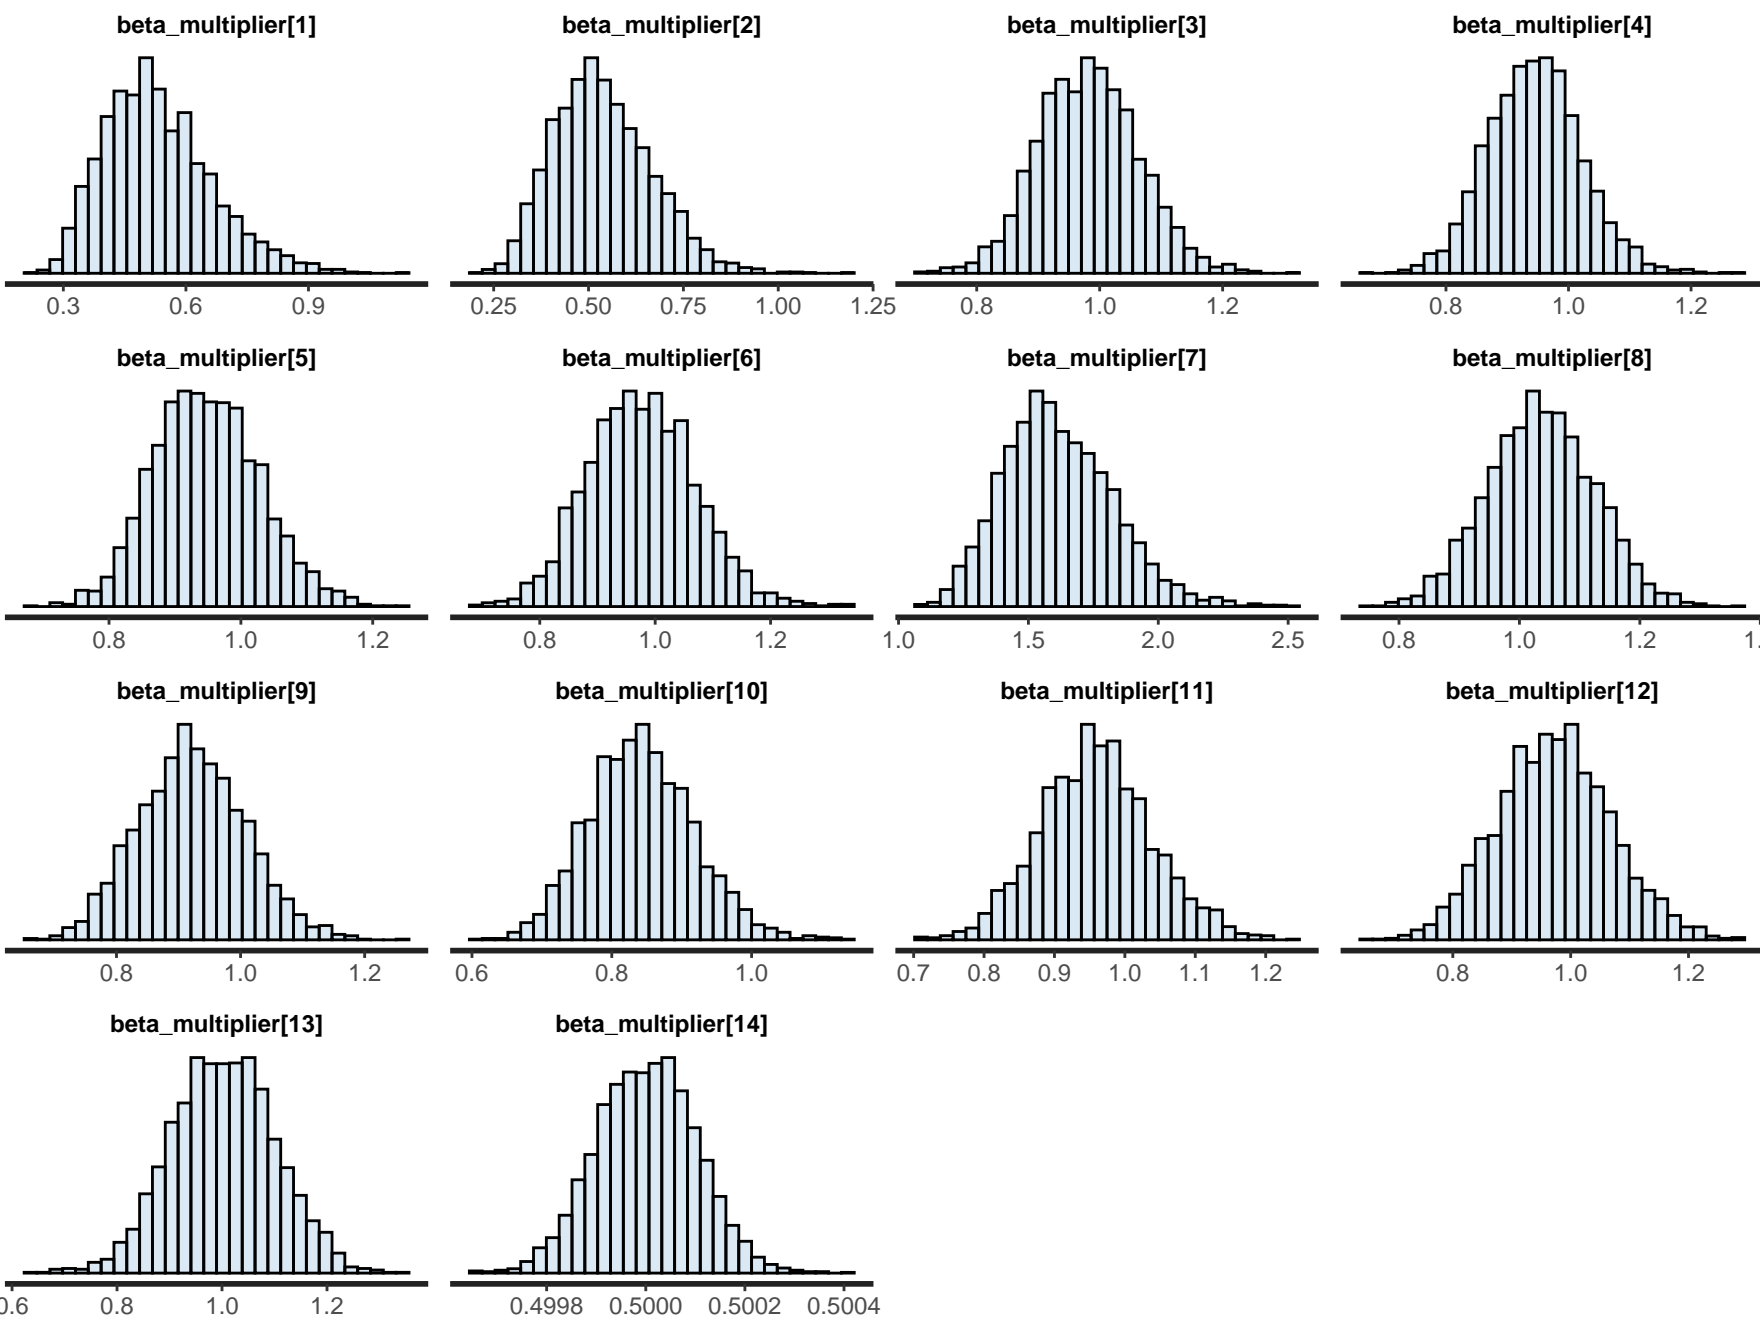 beta_multiplier[1] beta_multiplier[2] beta_multiplier[3] beta_multiplier[4]
0.3 0.6 0.9 0.25 0.50 0.75 1.00 1.25 0.8 1.0 1.2 0.8 1.0 1.2
beta_multiplier[5] beta_multiplier[6] beta_multiplier[7] beta_multiplier[8]
0.8 1.0 1.2 0.8 1.0 1.2 1.0 1.5 2.0 2.5 0.8 1.0 1.2 1.
beta_multiplier[9] beta_multiplier[10] beta_multiplier[11] beta_multiplier[12]
0.8 1.0 1.2 0.6 0.8 1.0 0.7 0.8 0.9 1.0 1.1 1.2 0.8 1.0 1.2
beta_multiplier[13] beta_multiplier[14]
0.6 0.8 1.0 1.2 0.4998 0.5000 0.5002 0.5004